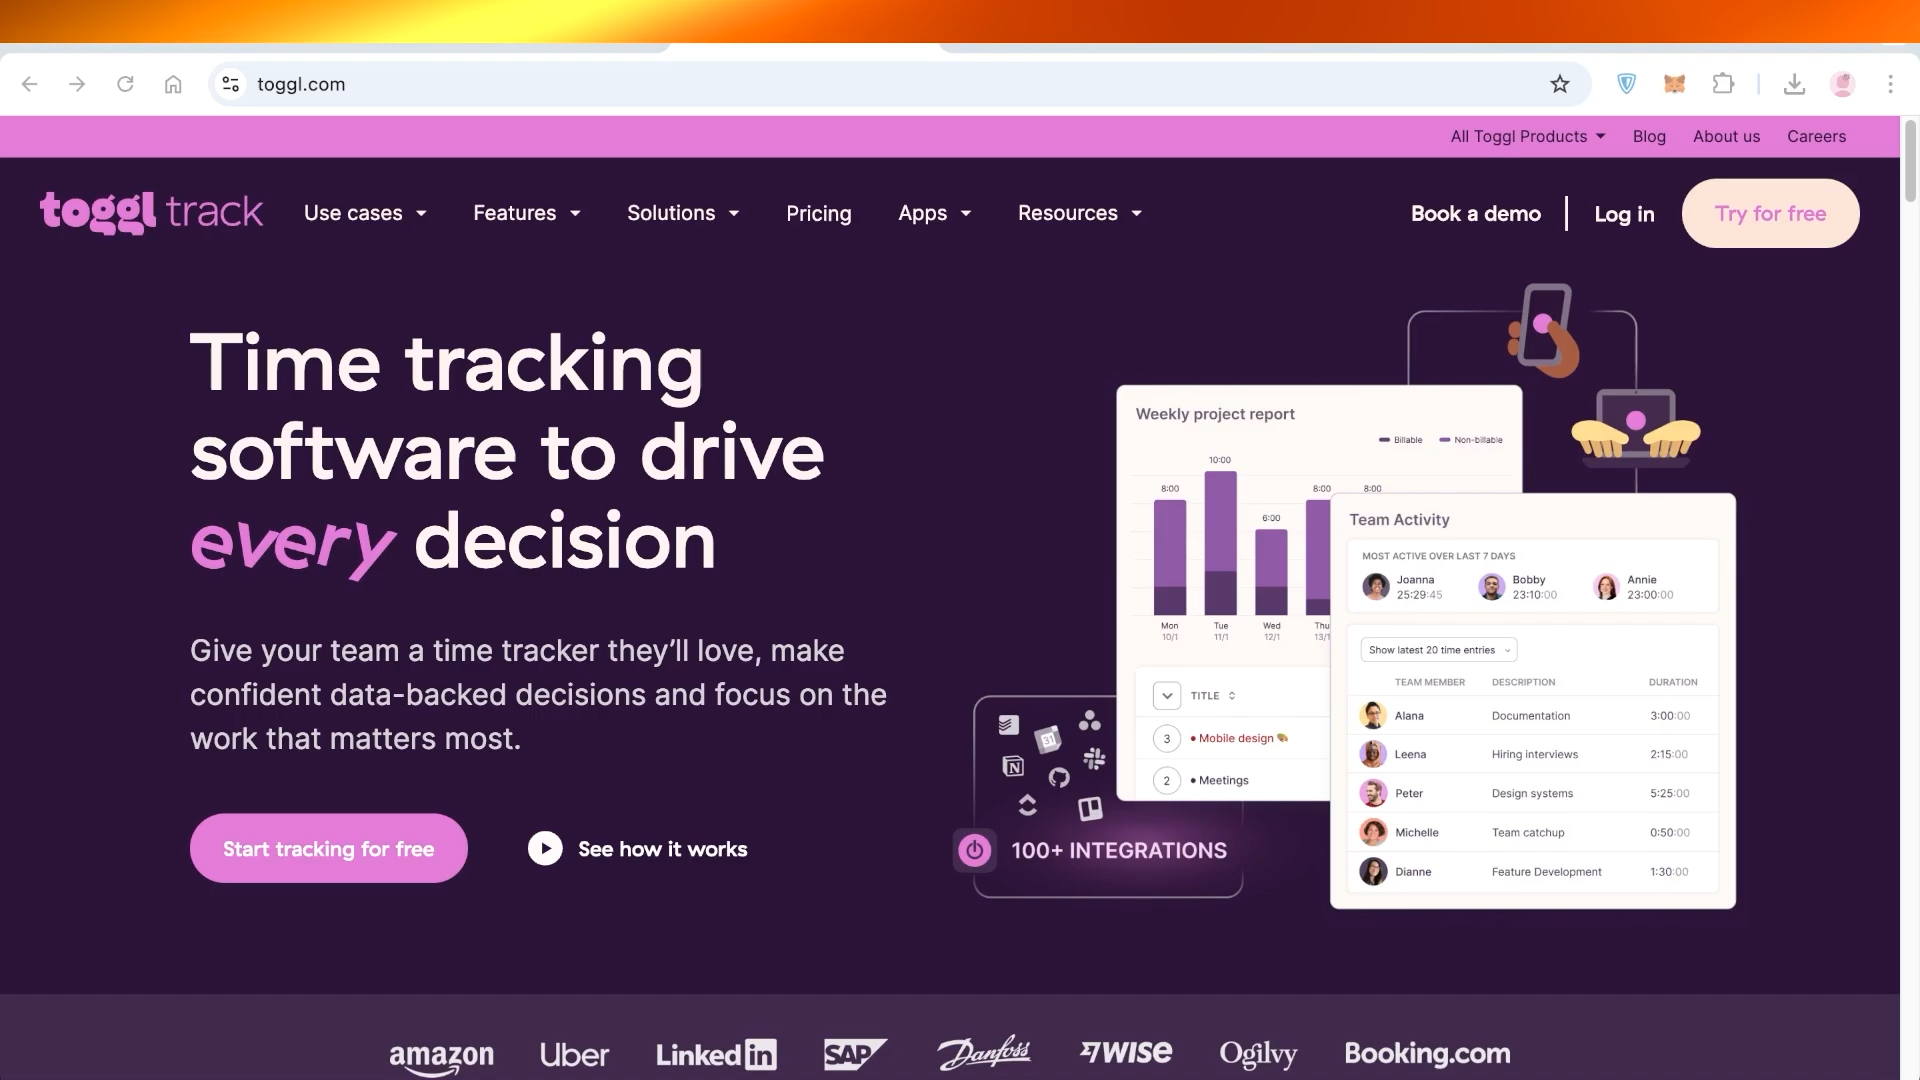 toggl.com
All Toggl Products Blog About us Careers
toggl track Use cases Features Solutions Pricing Apps Resources Book a demo Log in Try for free
Time tracking
software to drive
every decision
Give your team a time tracker they'll love, make
confident data-backed decisions and focus on the
work that matters most.
Start tracking for free See how it works
Weekly project report
Billable Non-billable
10:00
8:00 8:00 8:00
6:00
Mon Tue Wed Thu
10/1 11/1 12/1 13/1
TITLE
3 • Mobile design
2 • Meetings
31
100+ INTEGRATIONS
Team Activity
MOST ACTIVE OVER LAST 7 DAYS
Joanna Bobby Annie
25:29:45 23:10:00 23:00:00
Show latest 20 time entries
TEAM MEMBER DESCRIPTION DURATION
Alana Documentation 3:00:00
Leena Hiring interviews 2:15:00
Peter Design systems 5:25:00
Michelle Team catchup 0:50:00
Dianne Feature Development 1:30:00
amazon Uber LinkedIn SAP Danfoss WISE Ogilvy Booking.com